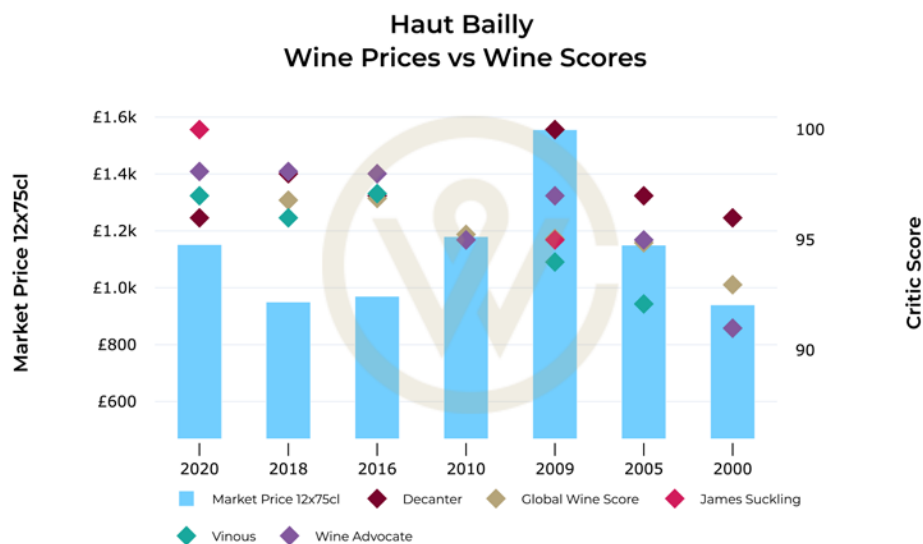 Haut Bailly
Wine Prices vs Wine Scores
Market Price 12x75cl
£1.6k
£1.4k
£1.2k
£1.0k
£800
£600
100
95
90
Critic Score
2020 2018 2016 2010 2009 2005 2000
Market Price 12x75cl Decanter Global Wine Score James Suckling
Vinous Wine Advocate